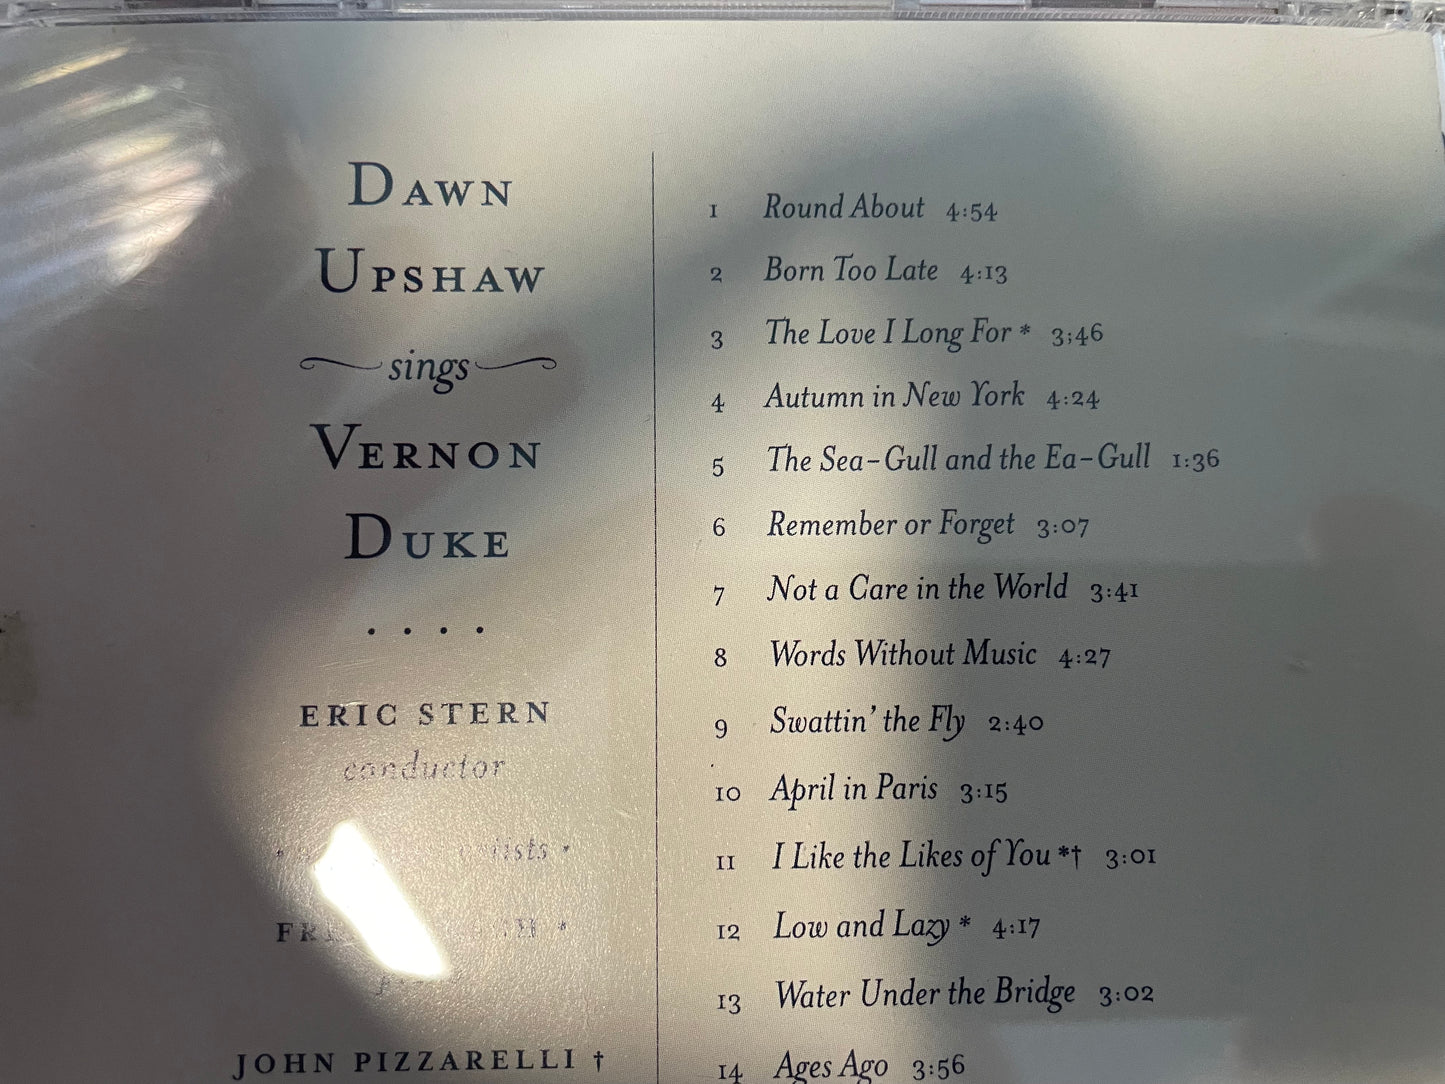 DAWN
UPSHAW
sings
VERNON
DUKE
• • • •
ERIC STERN
conductor
JOHN PIZZARELLI †
1 Round About 4:54
2 Born Too Late 4:13
3 The Love I Long For * 3;46
4 Autumn in New York 4:24
5 The Sea-Gull and the Ea-Gull 1:36
6 Remember or Forget 3:07
7 Not a Care in the World 3:41
8 Words Without Music 4:27
9 Swattin' the Fly 2:40
10 April in Paris 3:15
11 I Like the Likes of You *† 3:01
12 Low and Lazy * 4:17
13 Water Under the Bridge 3:02
14 Ages Ago 3:56